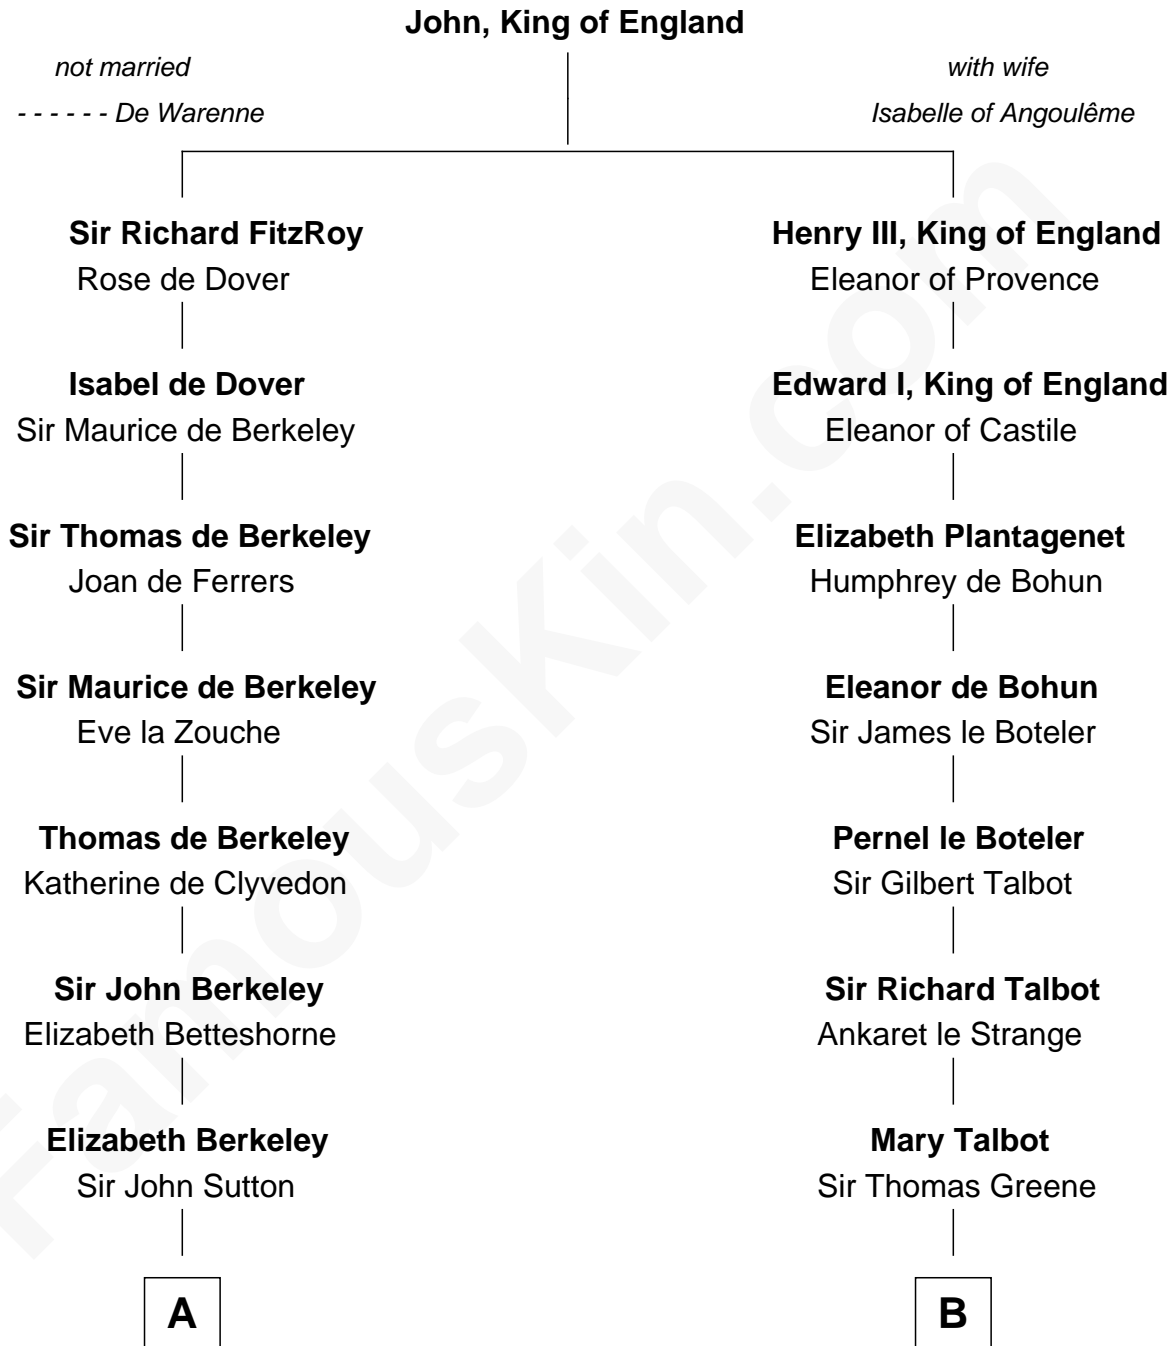 John, King of England
not married
with wife
- - - - - - De Warenne
Isabelle of Angoulême
Sir Richard FitzRoy
Rose de Dover
Henry III, King of England
Eleanor of Provence
Isabel de Dover
Sir Maurice de Berkeley
Edward I, King of England
Eleanor of Castile
Sir Thomas de Berkeley
Joan de Ferrers
Elizabeth Plantagenet
Humphrey de Bohun
Sir Maurice de Berkeley
Eve la Zouche
Eleanor de Bohun
Sir James le Boteler
Thomas de Berkeley
Katherine de Clyvedon
Pernel le Boteler
Sir Gilbert Talbot
Sir John Berkeley
Elizabeth Betteshorne
Sir Richard Talbot
Ankaret le Strange
Elizabeth Berkeley
Sir John Sutton
Mary Talbot
Sir Thomas Greene
A
B
FamousKin.com